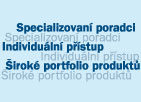 Specializovaní poradci
Specializovaní poradci
Individuální přístup
Individuální přístup
Široké portfolio produktů
Široké portfolio produktů